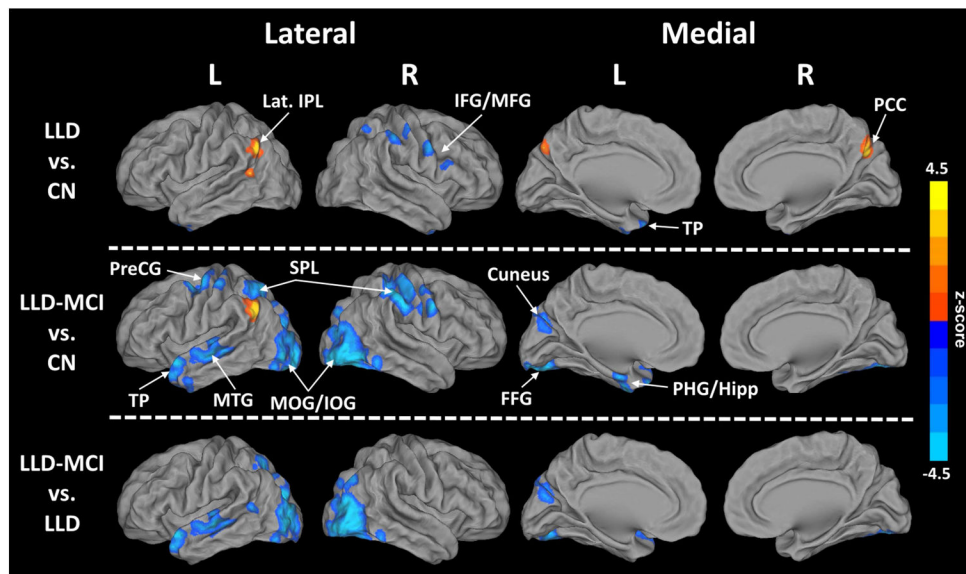 Lateral
Medial
L
R
L
R
LLD
vs.
CN
Lat. IPL
IFG/MFG
TP
PCC
4.5
z-score
-4.5
LLD-MCI
vs.
CN
PreCG
SPL
Cuneus
TP
MTG
MOG/IOG
FFG
PHG/Hipp
LLD-MCI
vs.
LLD